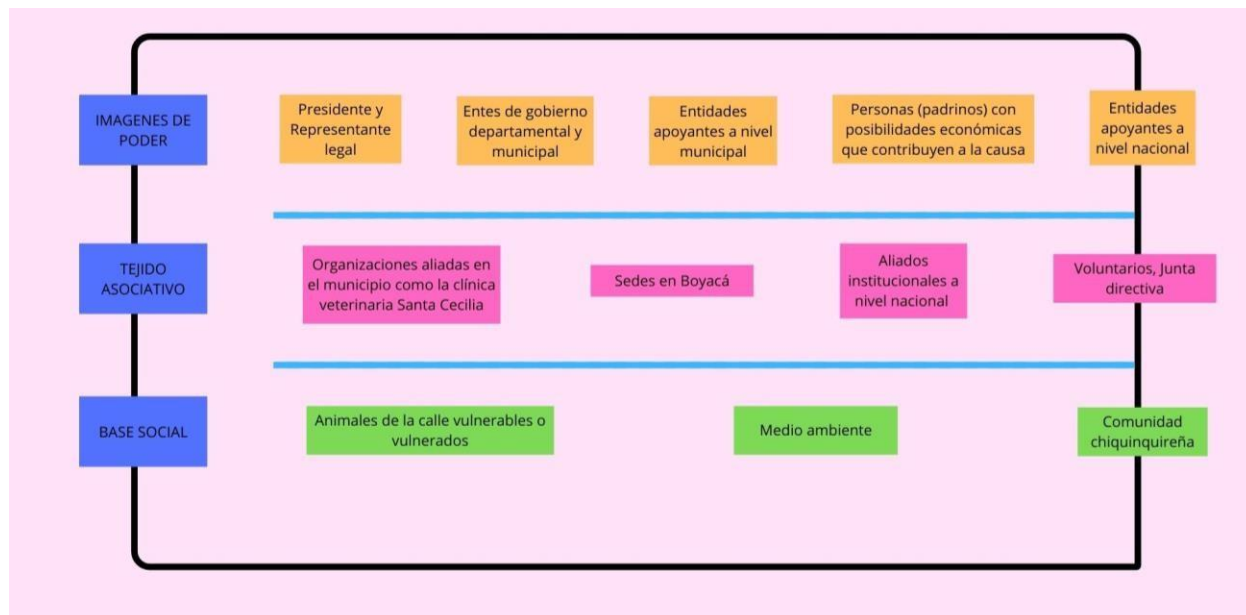 IMAGENES DE
PODER
Presidente y
Representante
legal
Entes de gobierno
departamental y
municipal
Entidades
apoyantes a nivel
municipal
Personas (padrinos) con
posibilidades económicas
que contribuyen a la causa
Entidades
apoyantes a
nivel nacional
TEJIDO
ASOCIATIVO
Organizaciones aliadas en
el municipio como la clínica
veterinaria Santa Cecilia
Sedes en Boyacá
Aliados
institucionales a
nivel nacional
Voluntarios, Junta
directiva
BASE SOCIAL
Animales de la calle vulnerables o
vulnerados
Medio ambiente
Comunidad
chiquinquireña